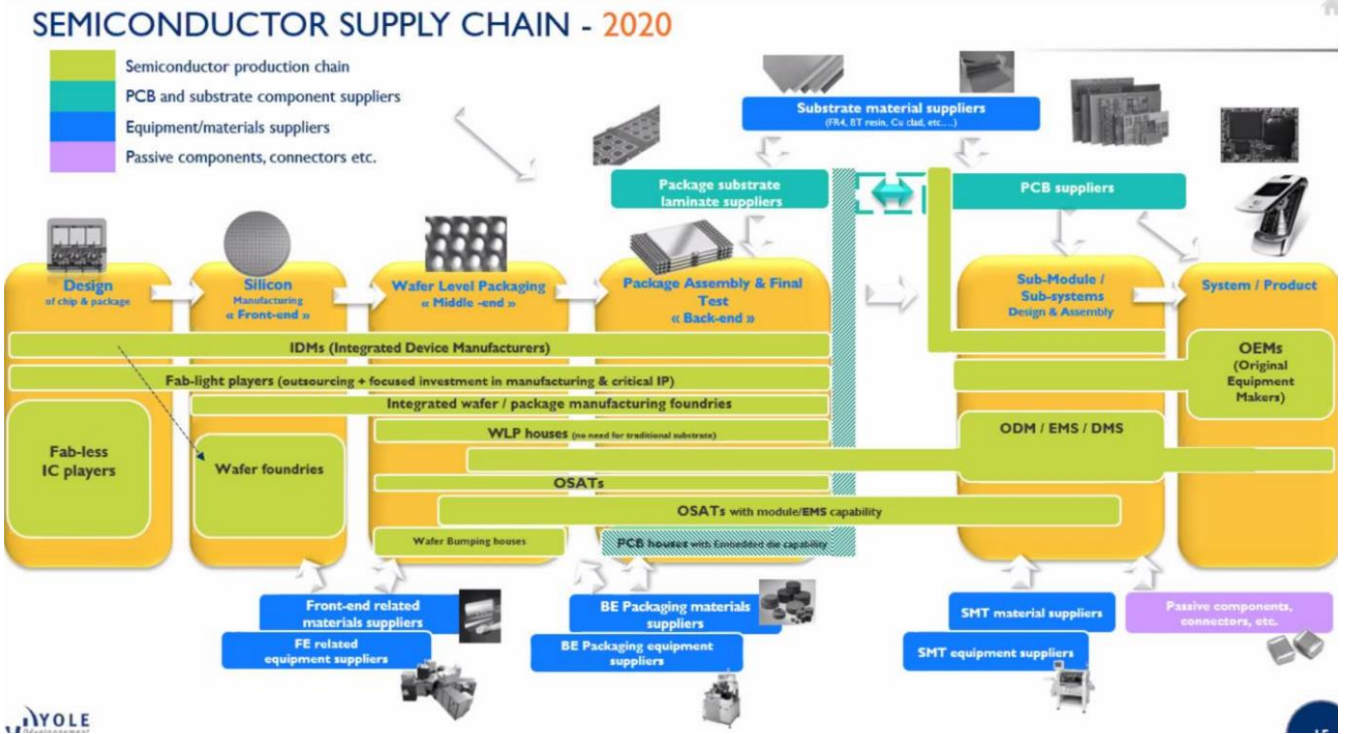 SEMICONDUCTOR SUPPLY CHAIN - 2020
Semiconductor production chain
PCB and substrate component suppliers
Equipment/materials suppliers
Passive components, connectors etc.
Substrate material suppliers
(FR4, BT resin, Cu clad, etc....)
Package substrate
laminate suppliers
PCB suppliers
Design
of chip & package
Silicon
Manufacturing
« Front-end »
Wafer Level Packaging
« Middle -end »
Package Assembly & Final
Test
« Back-end »
Sub-Module /
Sub-systems
Design & Assembly
System / Product
IDMs (Integrated Device Manufacturers)
OEMs
(Original
Equipment
Makers)
Fab-light players (outsourcing + focused investment in manufacturing & critical IP)
Integrated wafer / package manufacturing foundries
WLP houses (no need for traditional substrate)
ODM / EMS / DMS
Fab-less
IC players
Wafer foundries
OSATs
OSATs with module/EMS capability
Wafer Bumping houses
PCB houses with Embedded die capability
Front-end related
materials suppliers
FE related
equipment suppliers
BE Packaging materials
suppliers
BE Packaging equipment
suppliers
SMT material suppliers
SMT equipment suppliers
Passive components,
connectors, etc.
YOLE
Développement